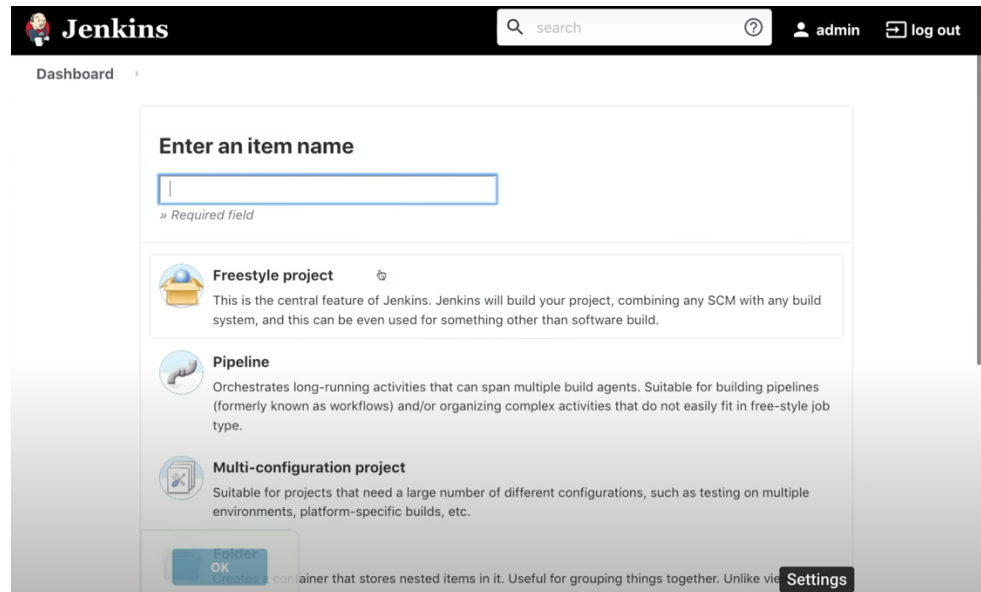 Jenkins
search
admin
log out
Dashboard
Enter an item name
» Required field
Freestyle project
This is the central feature of Jenkins. Jenkins will build your project, combining any SCM with any build
system, and this can be even used for something other than software build.
Pipeline
Orchestrates long-running activities that can span multiple build agents. Suitable for building pipelines
(formerly known as workflows) and/or organizing complex activities that do not easily fit in free-style job
type.
Multi-configuration project
Suitable for projects that need a large number of different configurations, such as testing on multiple
environments, platform-specific builds, etc.
Folder
OK
Creates a container that stores nested items in it. Useful for grouping things together. Unlike vie
Settings